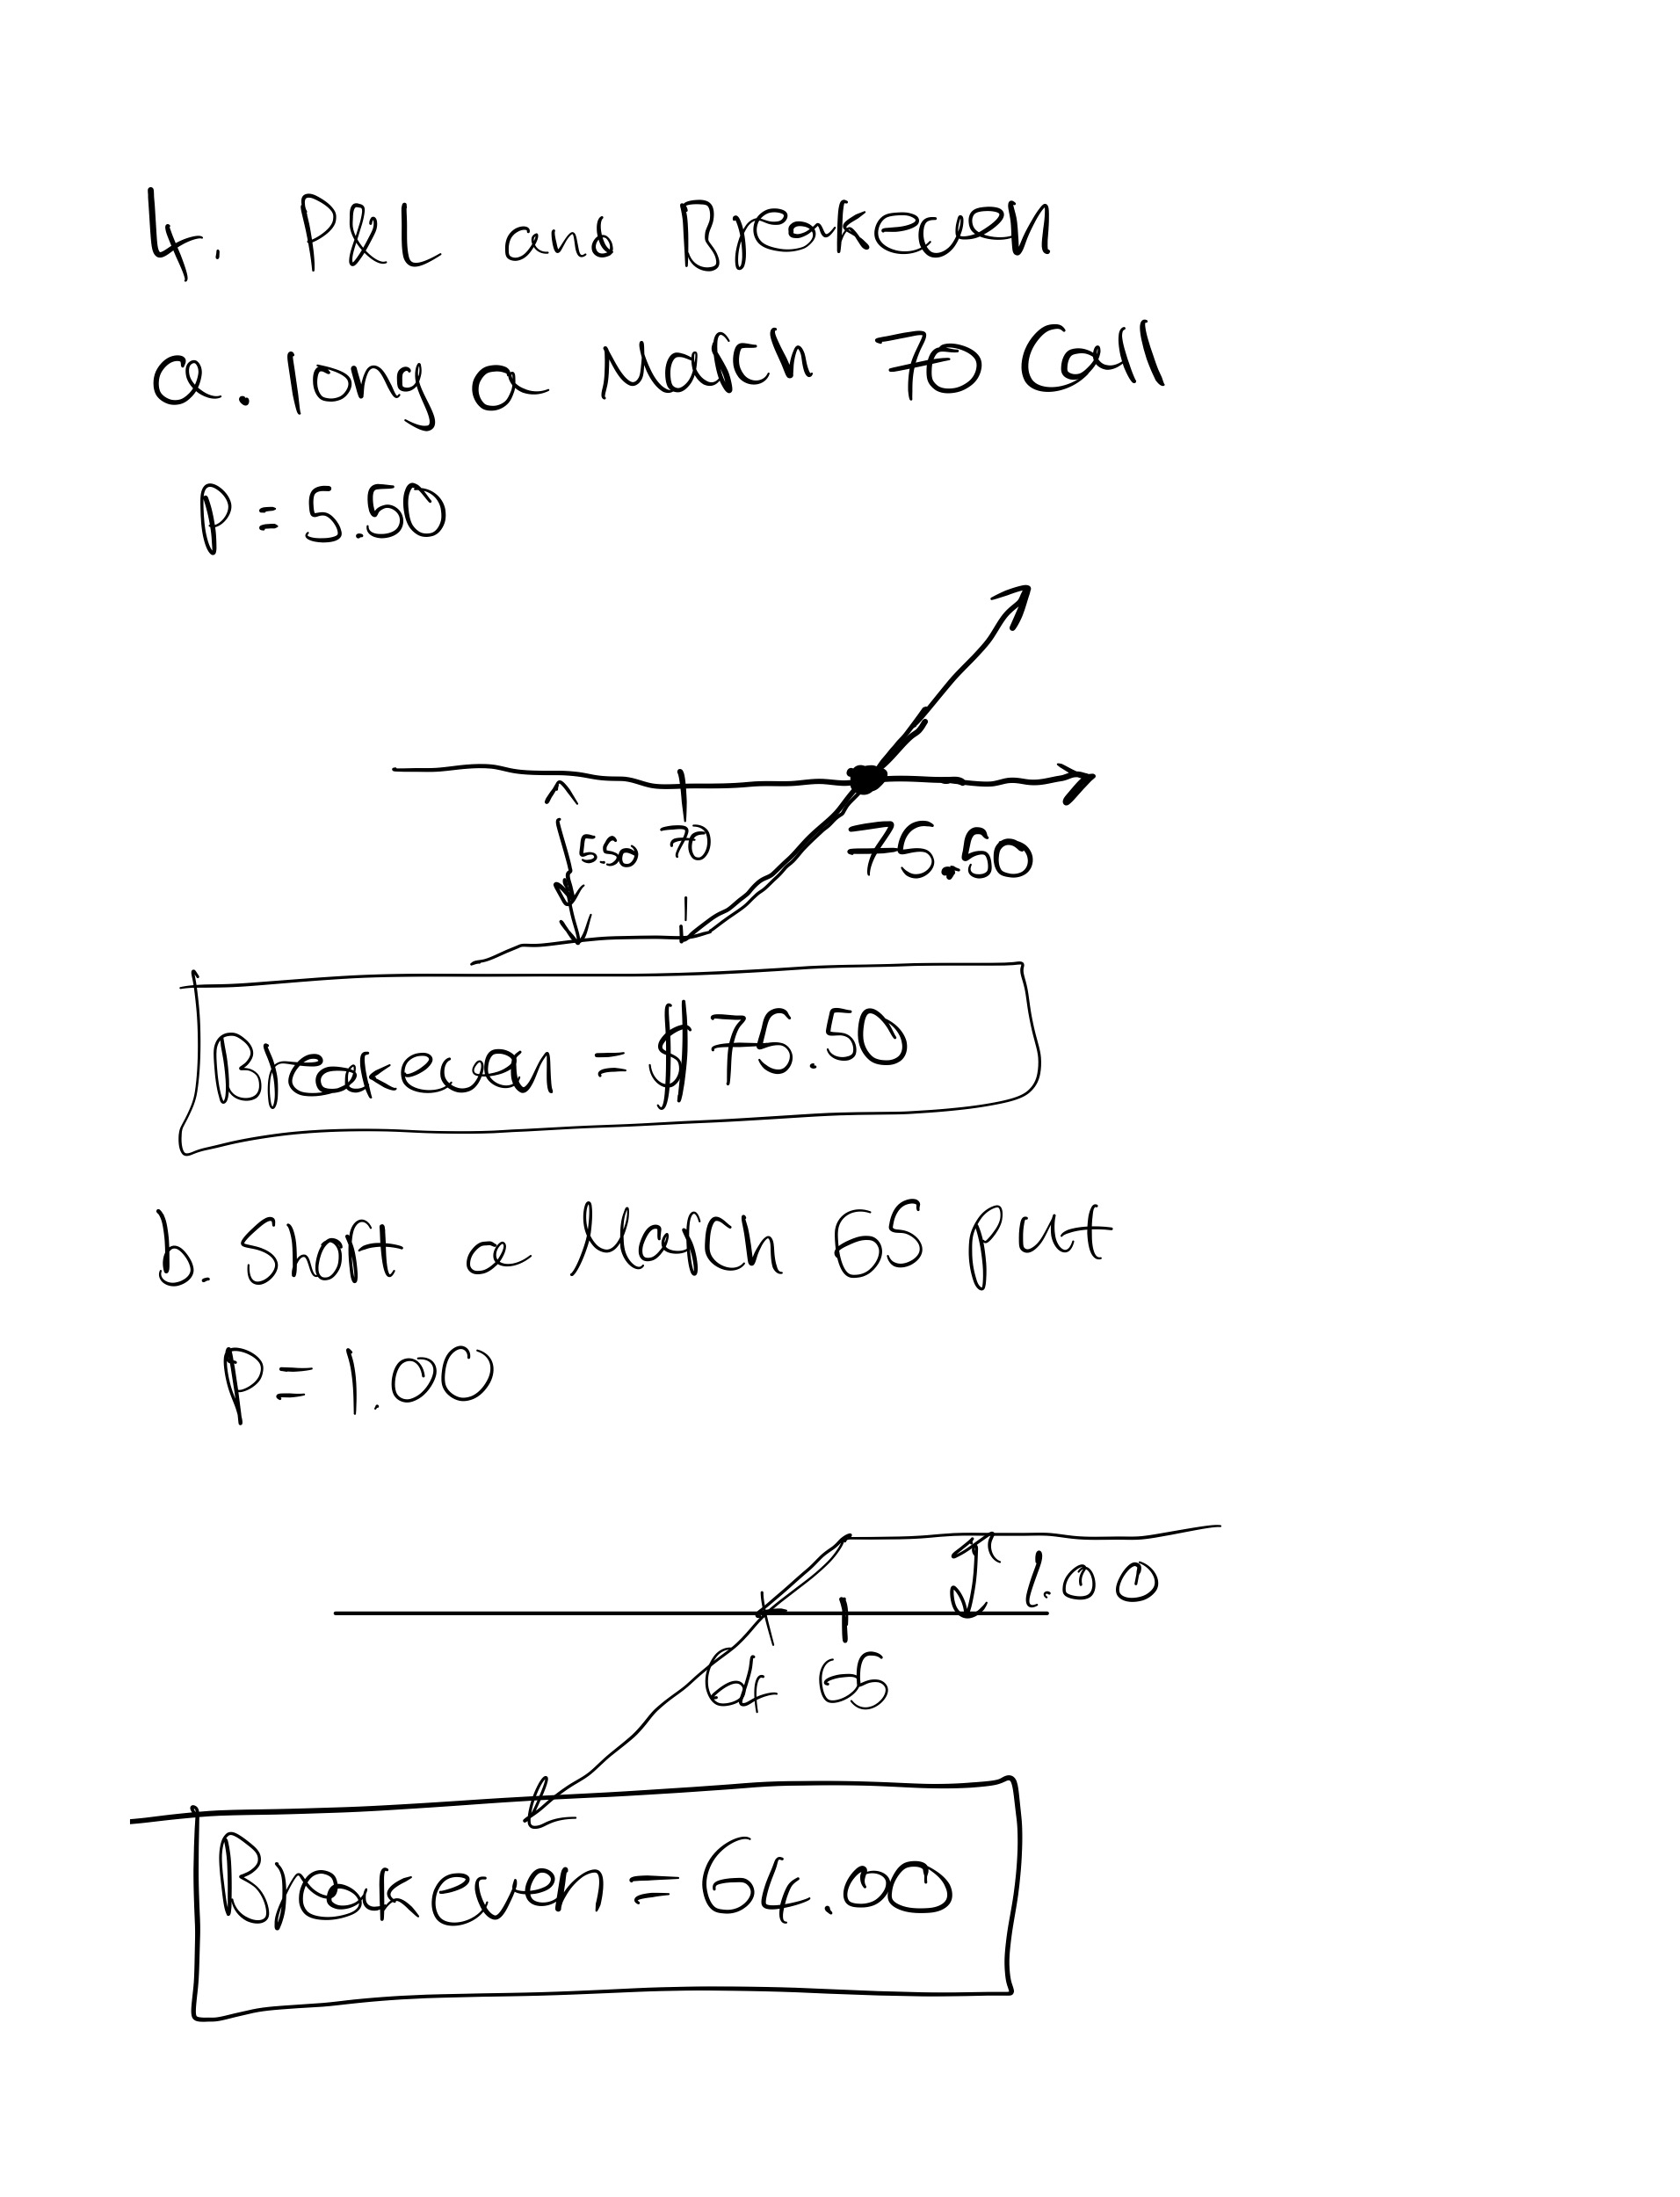 4. P&L and Breakeven
a. long a March 70 Call
P = 5.50
5.50 70 75.50
Breakeven = $75.50
b. Short a March 65 put
P = 1.00
1.00
64 65
Breakeven = 64.00